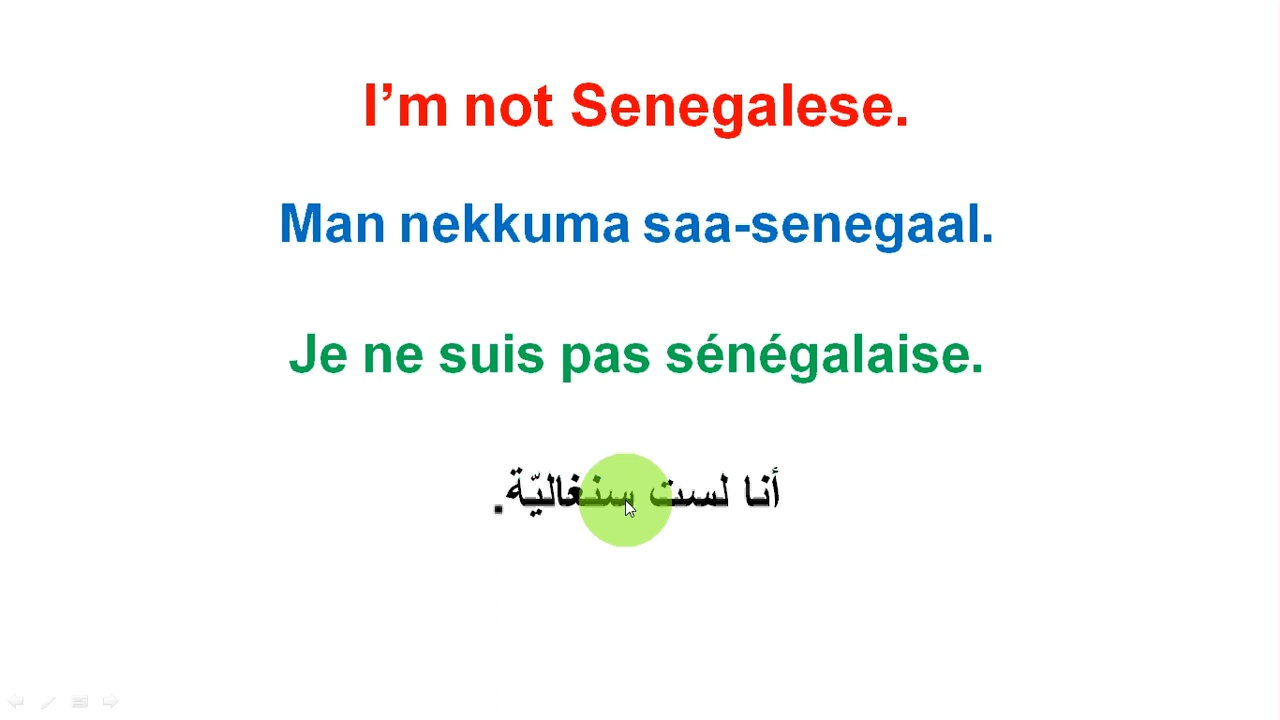 I’m not Senegalese.
Man nekkuma saa-senegaal.
Je ne suis pas sénégalaise.
أنا لست سنغاليّة.